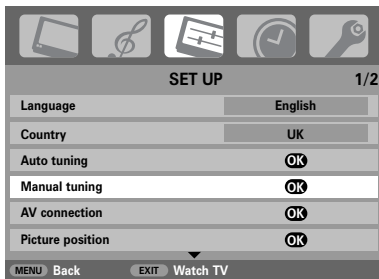 SET UP 1/2
Language English
Country UK
Auto tuning OK
Manual tuning OK
AV connection OK
Picture position OK
MENU Back EXIT Watch TV